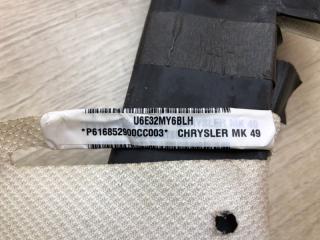 U6E32MY6BLH
*P616852900CC003* CHRYSLER MK 49